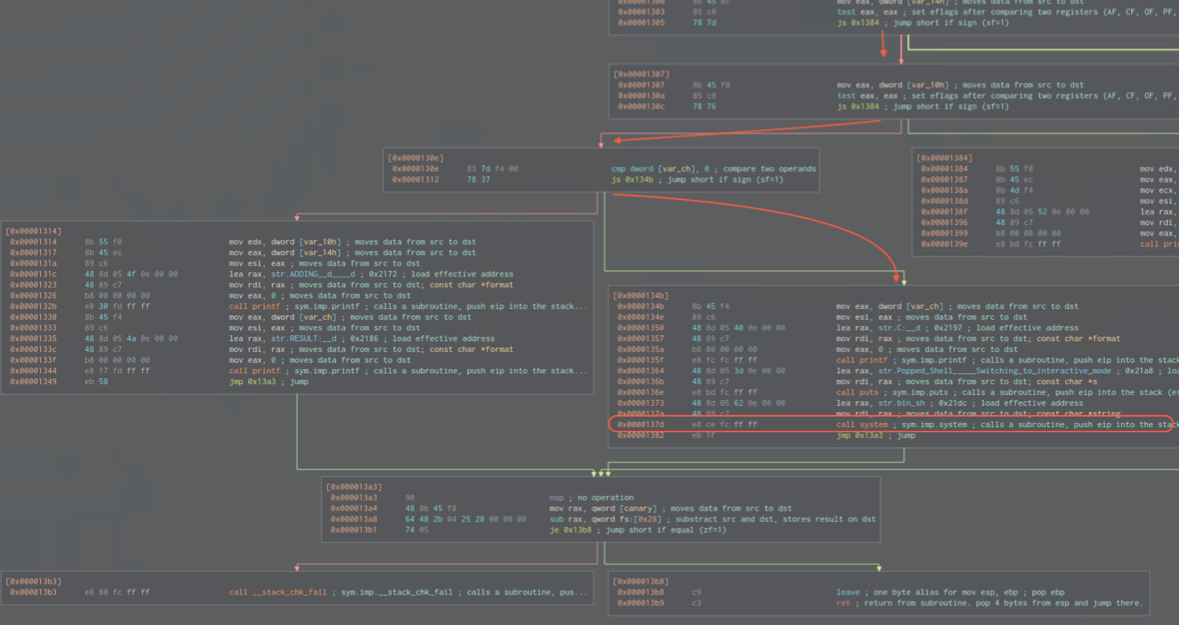 0x00001300 8b 45 ec mov eax, dword [var_14h] ; moves data from src to dst
0x00001303 85 c0 test eax, eax ; set eflags after comparing two registers (AF, CF, OF, PF,
0x00001305 78 7d js 0x1384 ; jump short if sign (sf=1)
[0x00001307]
0x00001307 8b 45 f0 mov eax, dword [var_10h] ; moves data from src to dst
0x0000130a 85 c0 test eax, eax ; set eflags after comparing two registers (AF, CF, OF, PF,
0x0000130c 78 76 js 0x1384 ; jump short if sign (sf=1)
[0x0000130e]
0x0000130e 83 7d f4 00 cmp dword [var_ch], 0 ; compare two operands
0x00001312 78 37 js 0x134b ; jump short if sign (sf=1)
[0x00001384]
0x00001384 8b 55 f0 mov edx,
0x00001387 8b 45 ec mov eax,
0x0000138a 8b 4d f4 mov ecx,
0x0000138d 89 c6 mov esi,
0x0000138f 48 8d 05 52 0e 00 00 lea rax,
0x00001396 48 89 c7 mov rdi,
0x00001399 b8 00 00 00 00 mov eax,
0x0000139e e8 bd fc ff ff call pri
[0x00001314]
0x00001314 8b 55 f0 mov edx, dword [var_10h] ; moves data from src to dst
0x00001317 8b 45 ec mov eax, dword [var_14h] ; moves data from src to dst
0x0000131a 89 c6 mov esi, eax ; moves data from src to dst
0x0000131c 48 8d 05 4f 0e 00 00 lea rax, str.ADDING__d____d ; 0x2172 ; load effective address
0x00001323 48 89 c7 mov rdi, rax ; moves data from src to dst; const char *format
0x00001326 b8 00 00 00 00 mov eax, 0 ; moves data from src to dst
0x0000132b e8 30 fd ff ff call printf ; sym.imp.printf ; calls a subroutine, push eip into the stack...
0x00001330 8b 45 f4 mov eax, dword [var_ch] ; moves data from src to dst
0x00001333 89 c6 mov esi, eax ; moves data from src to dst
0x00001335 48 8d 05 4a 0e 00 00 lea rax, str.RESULT:__d ; 0x2186 ; load effective address
0x0000133c 48 89 c7 mov rdi, rax ; moves data from src to dst; const char *format
0x0000133f b8 00 00 00 00 mov eax, 0 ; moves data from src to dst
0x00001344 e8 17 fd ff ff call printf ; sym.imp.printf ; calls a subroutine, push eip into the stack...
0x00001349 eb 58 jmp 0x13a3 ; jump
[0x0000134b]
0x0000134b 8b 45 f4 mov eax, dword [var_ch] ; moves data from src to dst
0x0000134e 89 c6 mov esi, eax ; moves data from src to dst
0x00001350 48 8d 05 40 0e 00 00 lea rax, str.C:__d ; 0x2197 ; load effective address
0x00001357 48 89 c7 mov rdi, rax ; moves data from src to dst; const char *format
0x0000135a b8 00 00 00 00 mov eax, 0 ; moves data from src to dst
0x0000135f e8 fc fc ff ff call printf ; sym.imp.printf ; calls a subroutine, push eip into the stack
0x00001364 48 8d 05 3d 0e 00 00 lea rax, str.Popped_Shell_____Switching_to_interactive_mode ; 0x21a8 ; loa
0x0000136b 48 89 c7 mov rdi, rax ; moves data from src to dst; const char *s
0x0000136e e8 bd fc ff ff call puts ; sym.imp.puts ; calls a subroutine, push eip into the stack (es
0x00001373 48 8d 05 62 0e 00 00 lea rax, str.bin_sh ; 0x21dc ; load effective address
0x0000137a 48 89 c7 mov rdi, rax ; moves data from src to dst; const char *string
0x0000137d e8 ce fc ff ff call system ; sym.imp.system ; calls a subroutine, push eip into the stack
0x00001382 eb 1f jmp 0x13a3 ; jump
[0x000013a3]
0x000013a3 90 nop ; no operation
0x000013a4 48 8b 45 f8 mov rax, qword [canary] ; moves data from src to dst
0x000013a8 64 48 2b 04 25 28 00 00 00 sub rax, qword fs:[0x28] ; substract src and dst, stores result on dst
0x000013b1 74 05 je 0x13b8 ; jump short if equal (zf=1)
[0x000013b3]
0x000013b3 e8 88 fc ff ff call __stack_chk_fail ; sym.imp.__stack_chk_fail ; calls a subroutine, pus...
[0x000013b8]
0x000013b8 c9 leave ; one byte alias for mov esp, ebp ; pop ebp
0x000013b9 c3 ret ; return from subroutine. pop 4 bytes from esp and jump there.